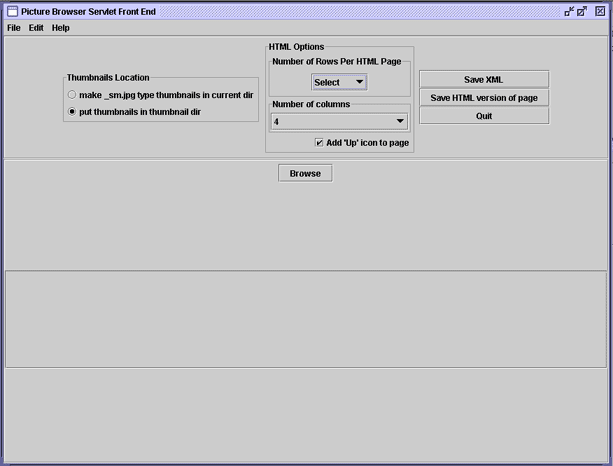 Picture Browser Servlet Front End
File Edit Help
HTML Options
Number of Rows Per HTML Page
Select
Thumbnails Location
make _sm.jpg type thumbnails in current dir
put thumbnails in thumbnail dir
Number of columns
4
Add 'Up' icon to page
Save XML
Save HTML version of page
Quit
Browse